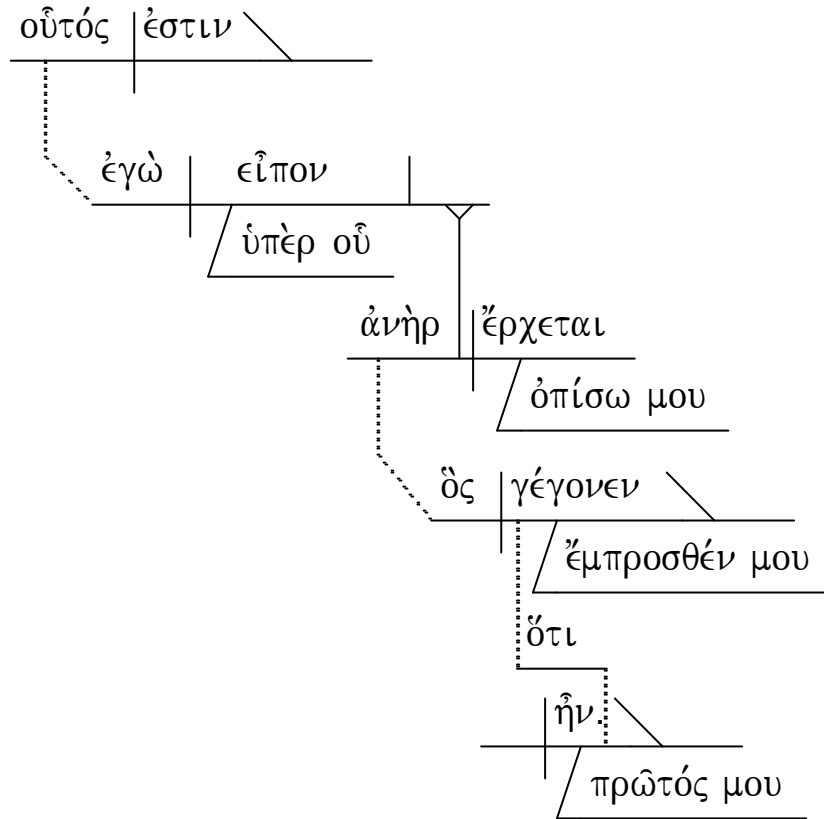 οὗτός ἐστιν
ἐγὼ εἶπον
ὑπὲρ οὗ
ἀνὴρ ἔρχεται
ὀπίσω μου
ὃς γέγονεν
ἔμπροσθέν μου
ὅτι
ἦν.
πρῶτός μου